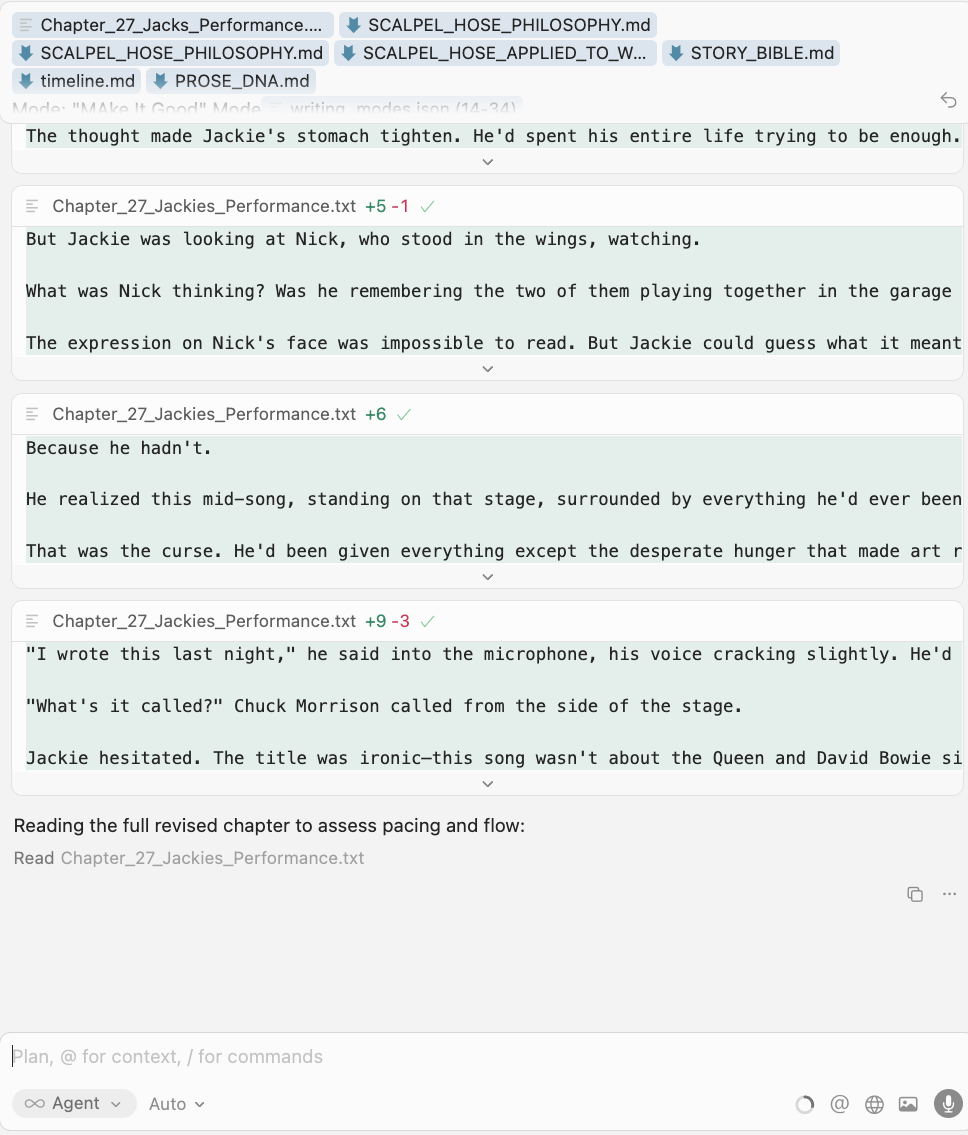 Chapter_27_Jacks_Performance.... SCALPEL_HOSE_PHILOSOPHY.md
SCALPEL_HOSE_PHILOSOPHY.md SCALPEL_HOSE_APPLIED_TO_W... STORY_BIBLE.md
timeline.md PROSE_DNA.md
Mode: "MAke It Good" Mode writing_modes.json (14-34)
The thought made Jackie's stomach tighten. He'd spent his entire life trying to be enough.
Chapter_27_Jackies_Performance.txt +5 -1
But Jackie was looking at Nick, who stood in the wings, watching.
What was Nick thinking? Was he remembering the two of them playing together in the garage
The expression on Nick's face was impossible to read. But Jackie could guess what it meant
Chapter_27_Jackies_Performance.txt +6
Because he hadn't.
He realized this mid-song, standing on that stage, surrounded by everything he'd ever been
That was the curse. He'd been given everything except the desperate hunger that made art r
Chapter_27_Jackies_Performance.txt +9 -3
"I wrote this last night," he said into the microphone, his voice cracking slightly. He'd
"What's it called?" Chuck Morrison called from the side of the stage.
Jackie hesitated. The title was ironic—this song wasn't about the Queen and David Bowie si
Reading the full revised chapter to assess pacing and flow:
Read Chapter_27_Jackies_Performance.txt
Plan, @ for context, / for commands
Agent Auto